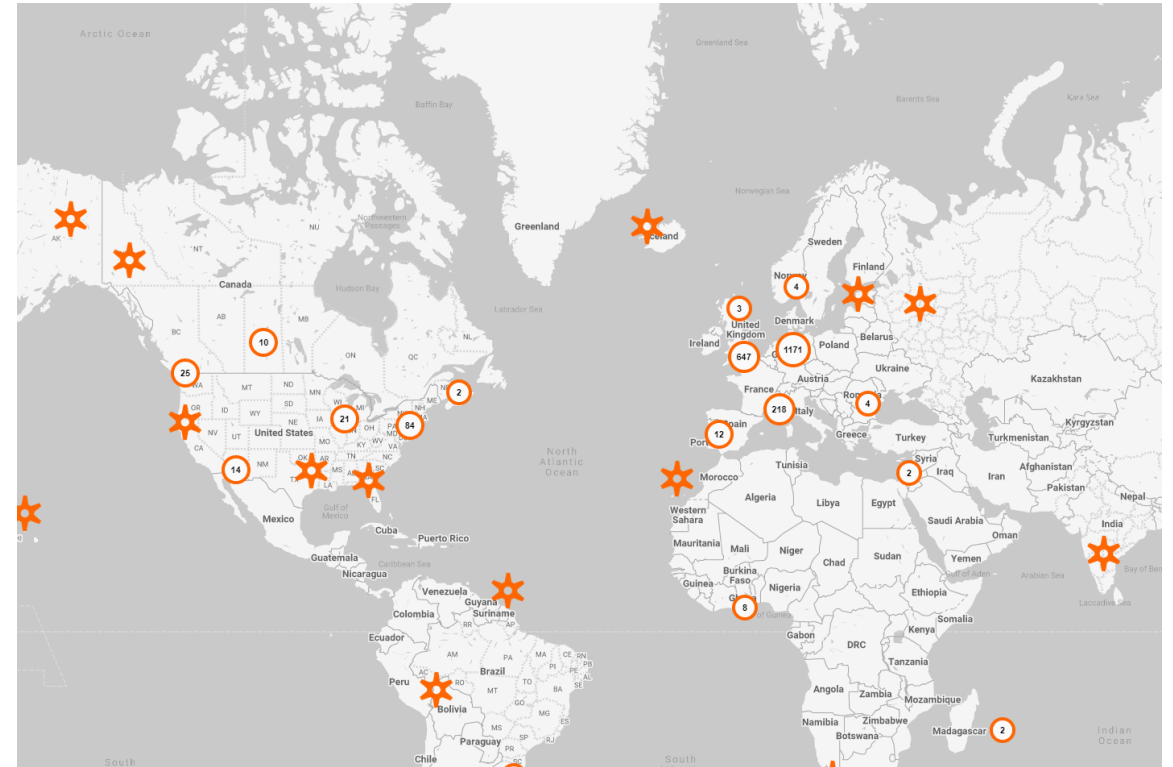 Arctic Ocean
Greenland Sea
Baffin Bay
Barents Sea
Kara Sea
Norwegian Sea
Northwestern
Passages
NU
Greenland
Iceland
AK
NT
Sweden
Finland
Canada
Hudson Bay
4
Labrador Sea
3
AB
MB
Denmark
United
Kingdom
BC
10
ON
QC
NL
Ireland
647
1171
Poland
Belarus
25
WA
Ukraine
MT
ND
MN
Austria
Kazakhstan
ME
2
France
OR
ID
SD
WI
MI
NH
4
WY
IA
21
84
218
Italy
NV
UT
NE
OH
PA
MD
Kyrgyzstan
United States
12
Greece
Turkey
Turkmenistan
CA
MO
KY
WV
VA
North
Atlantic
Ocean
Tunisia
Syria
Afghanistan
14
NM
OK
AR
TN
NC
SC
MS
2
Iraq
Iran
Morocco
Pakistan
TX
LA
FL
Algeria
Libya
Egypt
Nepal
Mexico
Gulf of
Mexico
Western
Sahara
Saudi Arabia
India
Cuba
Puerto Rico
Oman
Mauritania
Mali
Niger
Sudan
Yemen
Guatemala
Caribbean Sea
Chad
Nicaragua
Burkina
Faso
Gulf of Aden
Arabian Sea
Guinea
Nigeria
Venezuela
Ethiopia
Guyana
8
Colombia
Suriname
Somalia
RR
AP
Ecuador
Gabon
Kenya
DRC
AM
PA
MA
CE
RN
PB
PI
PE
AL
SE
Tanzania
AC
Brazil
Peru
RO
TO
MT
BA
Angola
Zambia
Mozambique
GO
Bolivia
MG
ES
Namibia
Zimbabwe
MS
Madagascar
2
Indian
Ocean
Botswana
SP
RJ
Paraguay
PR
Chile
SC
South
South